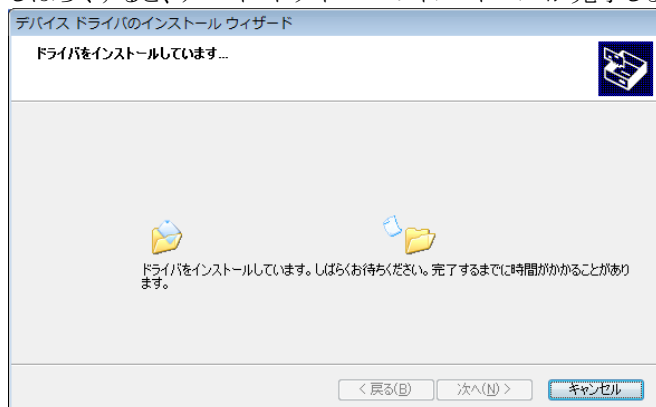 デバイス ドライバのインストール ウィザード
ドライバをインストールしています...
ドライバをインストールしています。しばらくお待ちください。完了するまでに時間がかかることがあり
ます。
< 戻る(B)
次へ(N) >
キャンセル